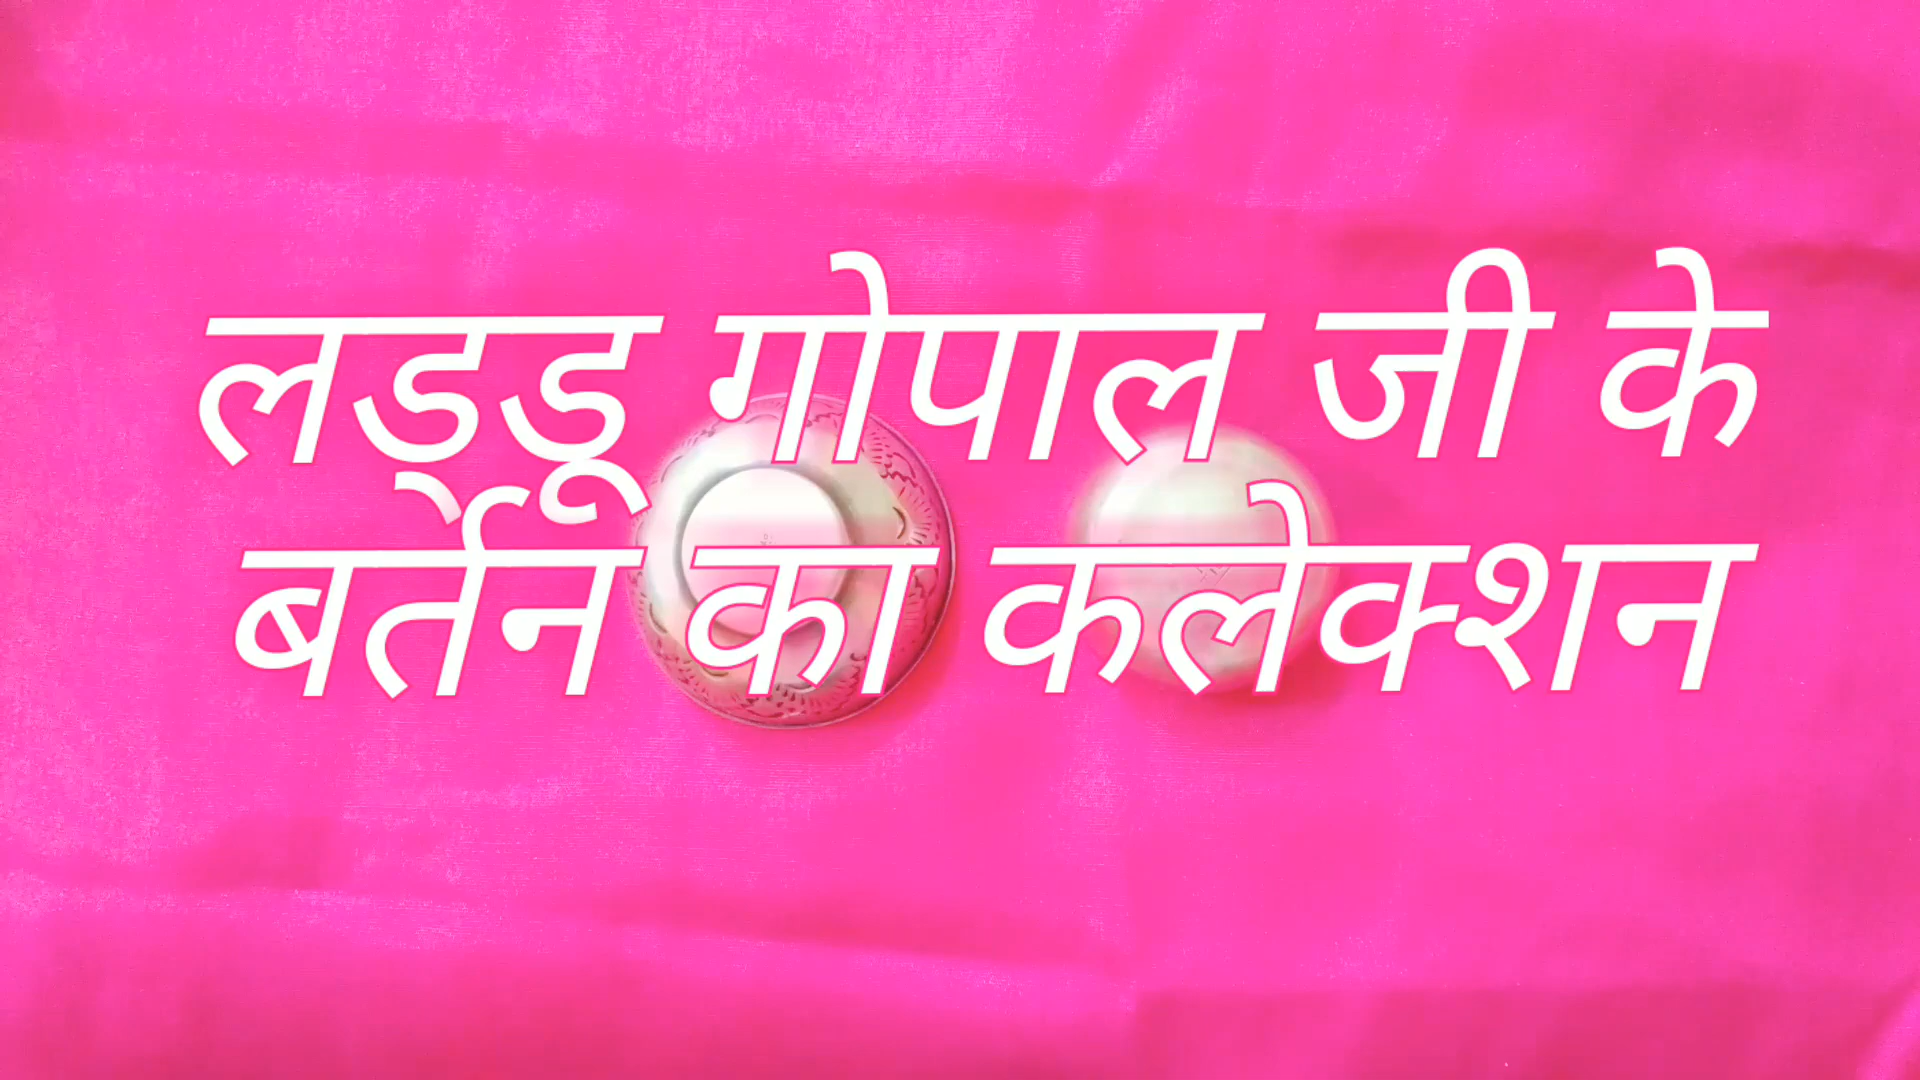 लड्डू गोपाल जी के
बर्तन का कलेक्शन